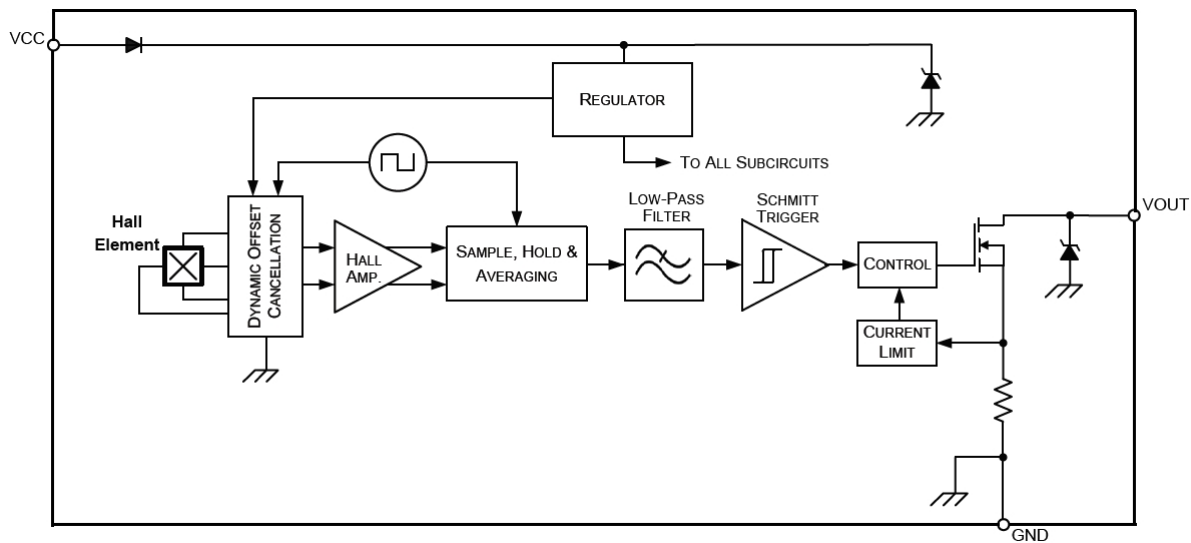 VCC
REGULATOR
TO ALL SUBCIRCUITS
LOW-PASS
FILTER
SCHMITT
TRIGGER
VOUT
Hall
Element
DYNAMIC OFFSET
CANCELLATION
HALL
AMP.
SAMPLE, HOLD &
AVERAGING
CONTROL
CURRENT
LIMIT
GND